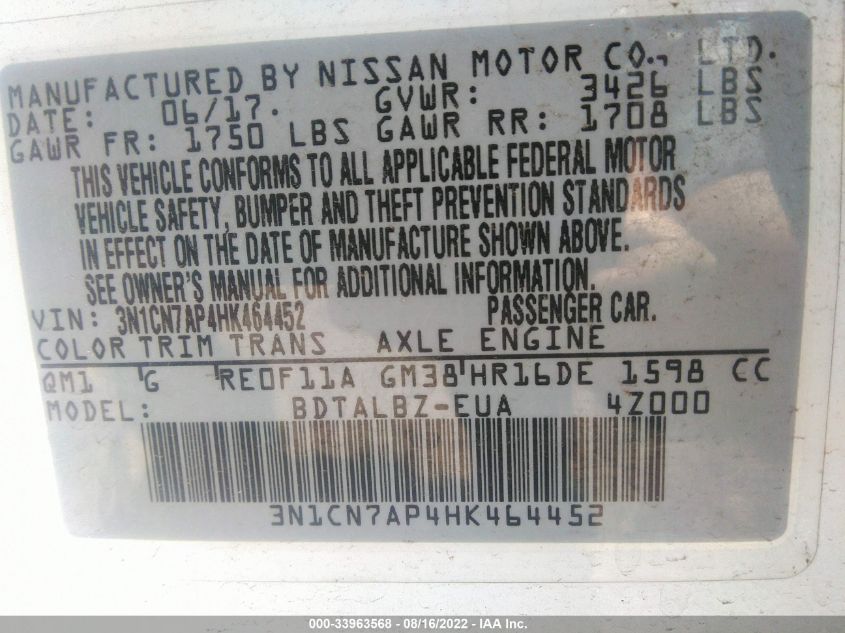 MANUFACTURED BY NISSAN MOTOR CO., LTD.
DATE: 06/17. GVWR: 3426 LBS
GAWR FR: 1750 LBS GAWR RR: 1708 LBS
THIS VEHICLE CONFORMS TO ALL APPLICABLE FEDERAL MOTOR
VEHICLE SAFETY, BUMPER AND THEFT PREVENTION STANDARDS
IN EFFECT ON THE DATE OF MANUFACTURE SHOWN ABOVE.
SEE OWNER'S MANUAL FOR ADDITIONAL INFORMATION.
VIN: 3N1CN7AP4HK464452 PASSENGER CAR.
COLOR TRIM TRANS AXLE ENGINE
QM1 G RE0F11A GM38 HR16DE 1598 CC
MODEL: BDTALBZ-EUA 4Z000
3N1CN7AP4HK464452
000-33963568 - 08/16/2022 - IAA Inc.